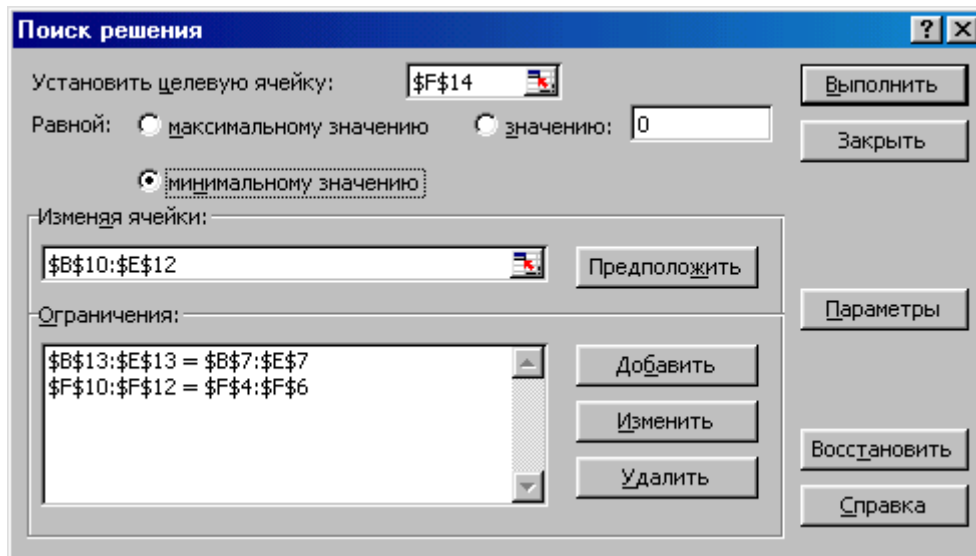 Поиск решения
Установить целевую ячейку: $F$14
Выполнить
Равной: максимальному значению значению: 0
Закрыть
минимальному значению
Изменяя ячейки:
$B$10:$E$12
Предположить
Параметры
Ограничения:
$B$13:$E$13 = $B$7:$E$7
$F$10:$F$12 = $F$4:$F$6
Добавить
Изменить
Удалить
Восстановить
Справка